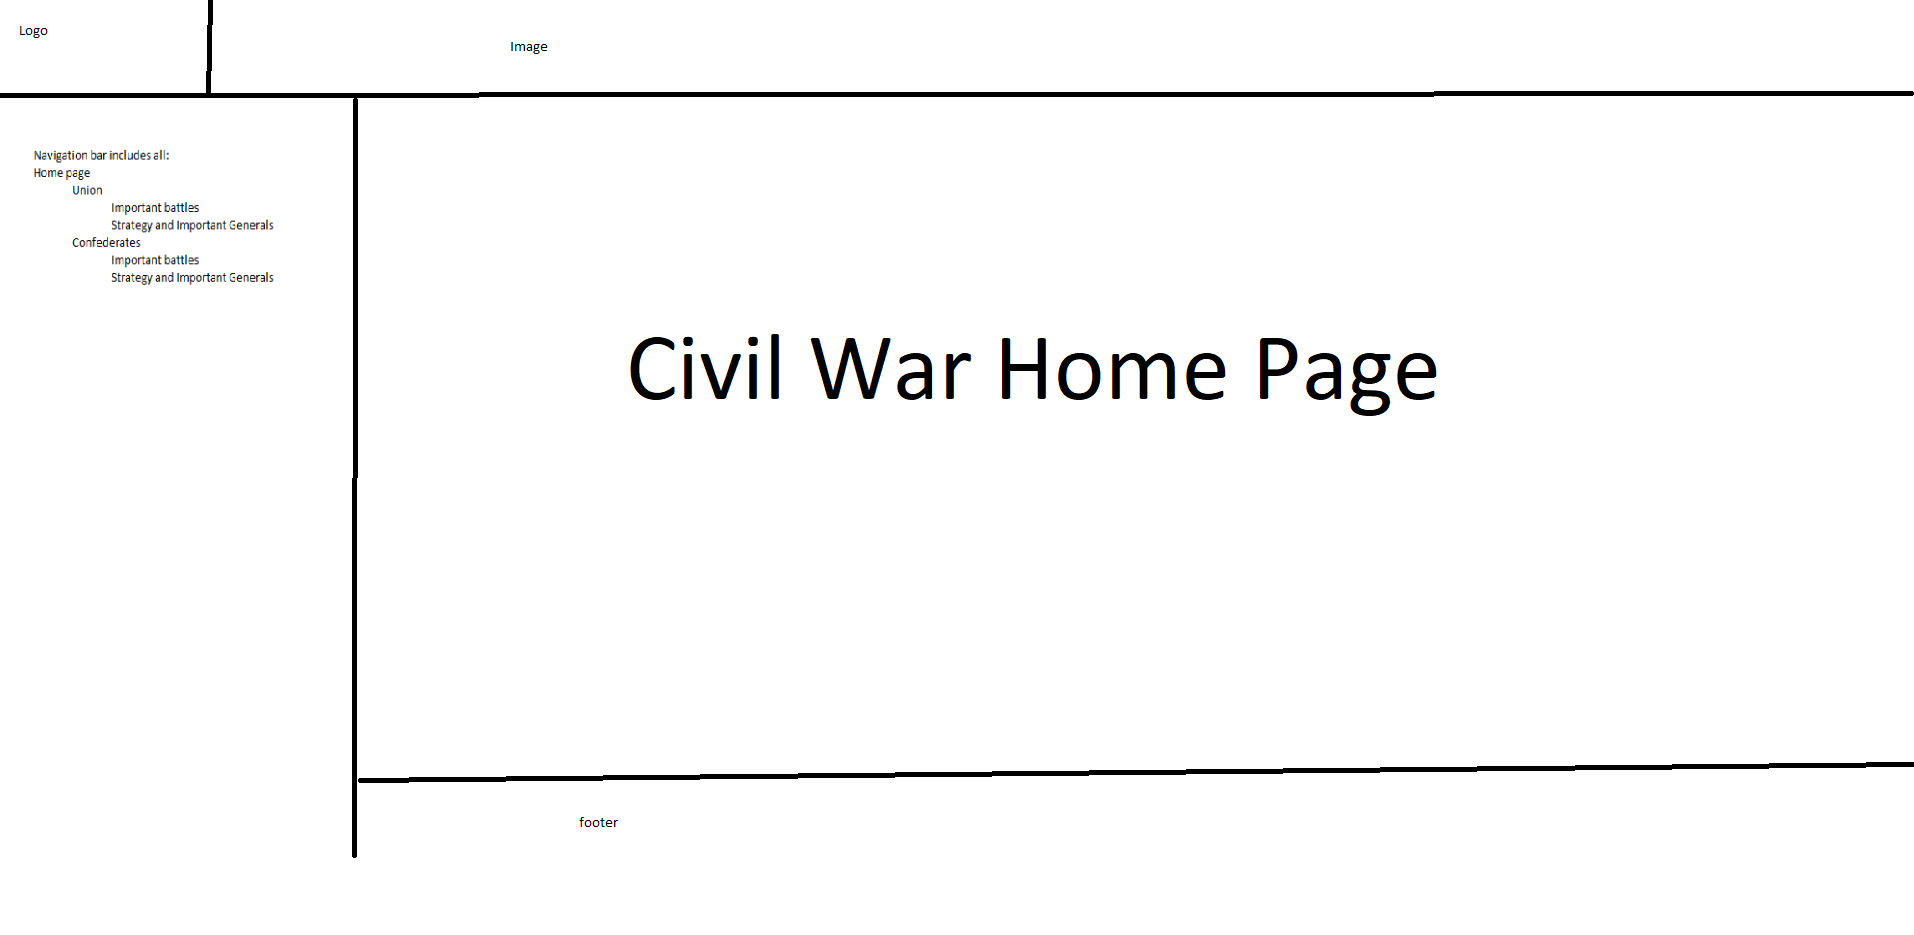 Logo
Image
Navigation bar includes all:
Home page
Union
Important battles
Strategy and Important Generals
Confederates
Important battles
Strategy and Important Generals
Civil War Home Page
footer